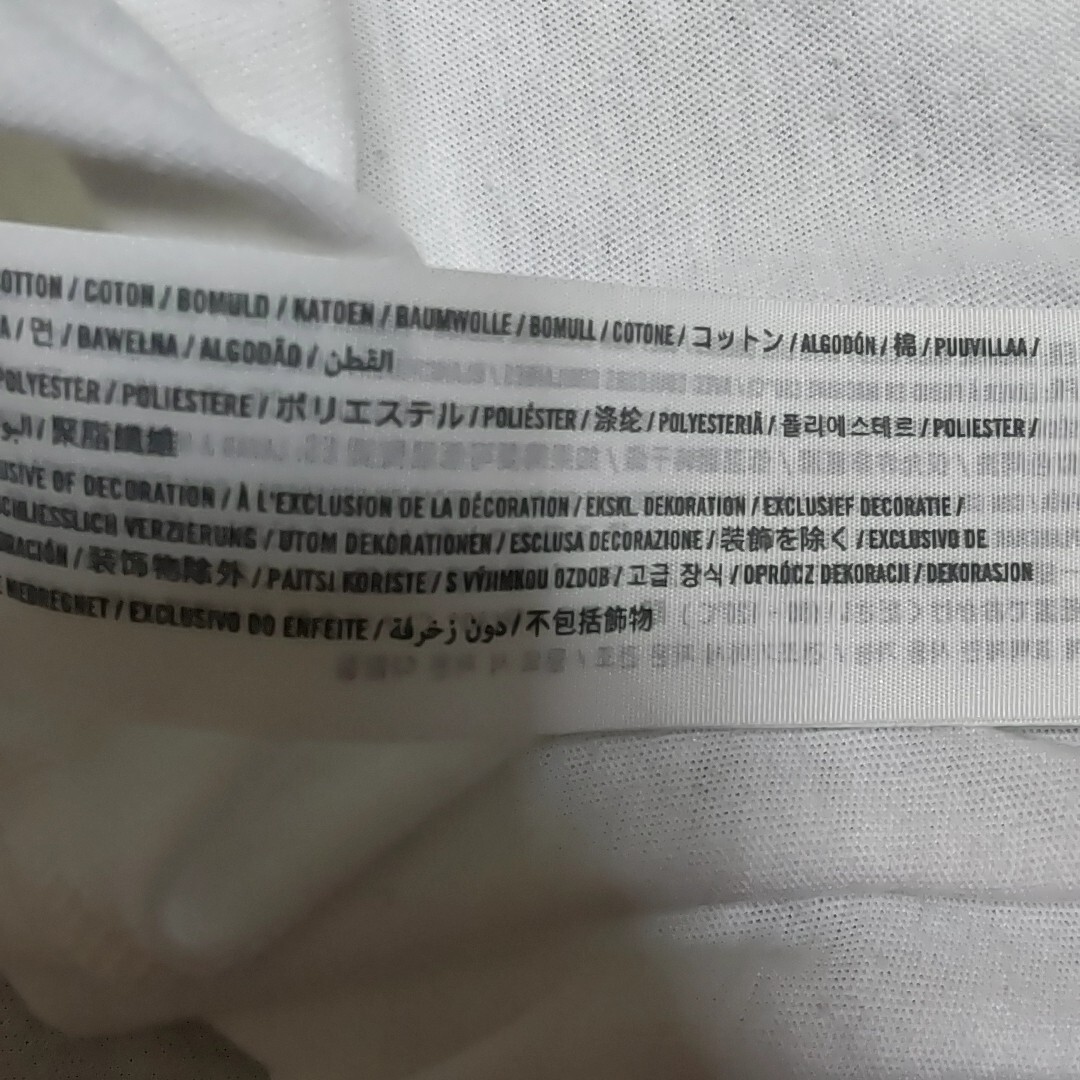 OTTON / COTON / BOMULD / KATOEN / BAUMWOLLE / BOMULL / COTONE / コットン / ALGODÓN / 棉 / PUUVILLAA /
A / 면 / BAWEŁNA / ALGODÃO / القطن
POLYESTER / POLIESTERE / ポリエステル / POLIÉSTER / 涤纶 / POLYESTERIÄ / 폴리에스테르 / POLIESTER /
البو / 聚脂纖維
USIVE OF DECORATION / À L'EXCLUSION DE LA DÉCORATION / EKSKL. DEKORATION / EXCLUSIEF DECORATIE /
SCHLIESSLICH VERZIERUNG / UTOM DEKORATIONEN / ESCLUSA DECORAZIONE / 装飾を除く / EXCLUSIVO DE
ORACIÓN / 装饰物除外 / PAITSI KORISTE / S VÝJIMKOU OZDOB / 고급 장식 / OPRÓCZ DEKORACJI / DEKORASJON
E MEDREGNET / EXCLUSIVO DO ENFEITE / دون زخرفة / 不包括飾物